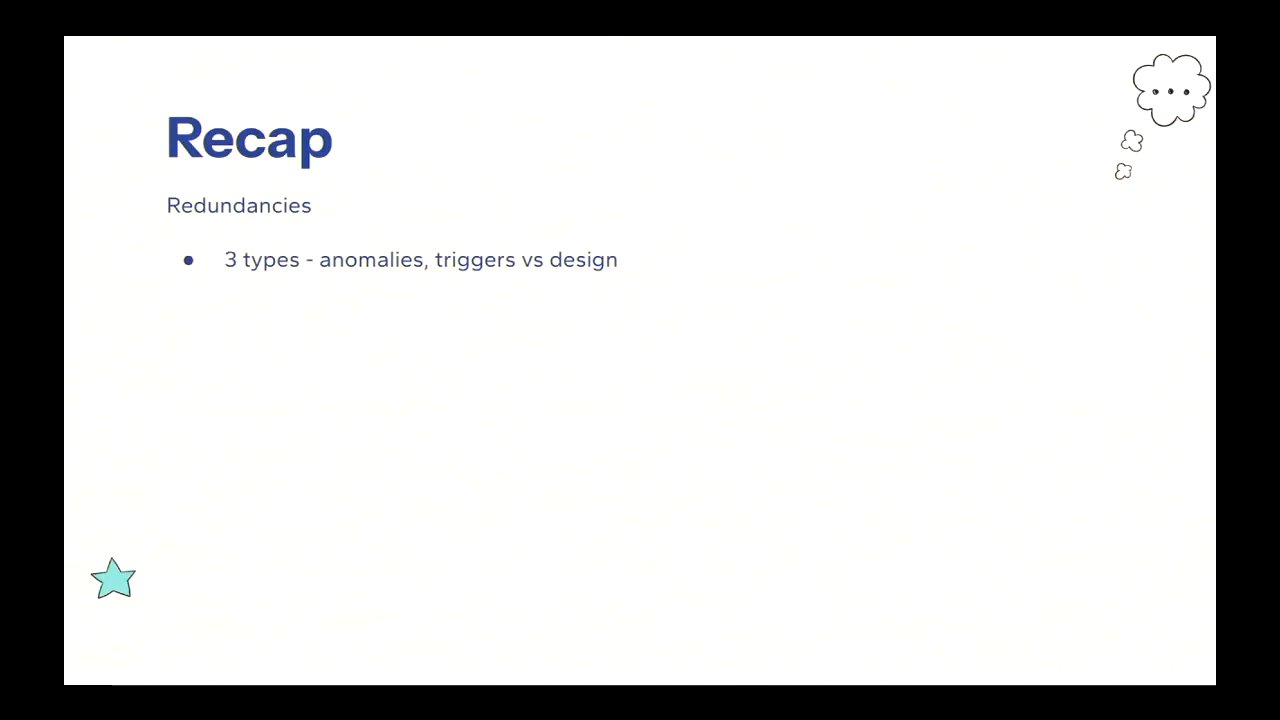 Recap
Redundancies
● 3 types - anomalies, triggers vs design